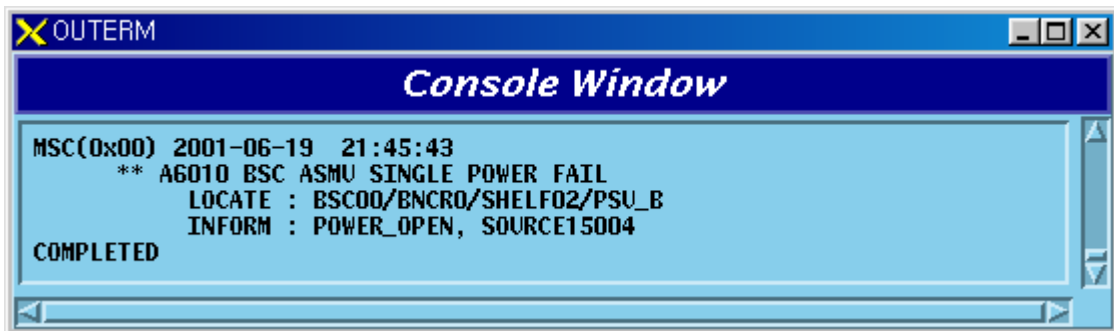 OUTERM
Console Window
MSC(0x00) 2001-06-19 21:45:43
** A6010 BSC ASMU SINGLE POWER FAIL
LOCATE : BSC00/BNCR0/SHELF02/PSU_B
INFORM : POWER_OPEN, SOURCE15004
COMPLETED